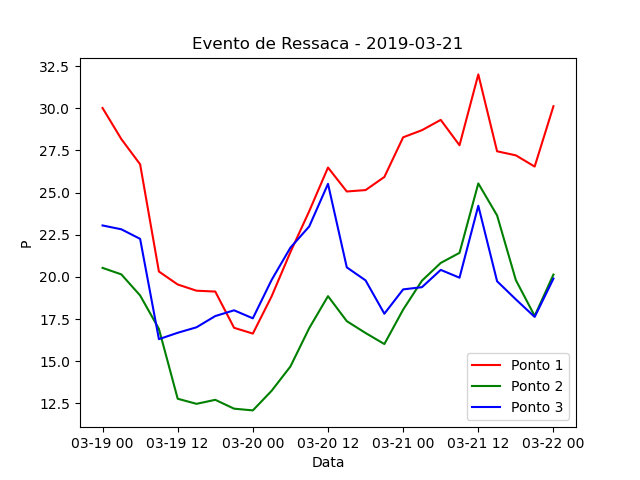 Evento de Ressaca - 2019-03-21
32.5
30.0
27.5
25.0
22.5
20.0
17.5
15.0
12.5
P
Ponto 1
Ponto 2
Ponto 3
03-19 00 03-19 12 03-20 00 03-20 12 03-21 00 03-21 12 03-22 00
Data